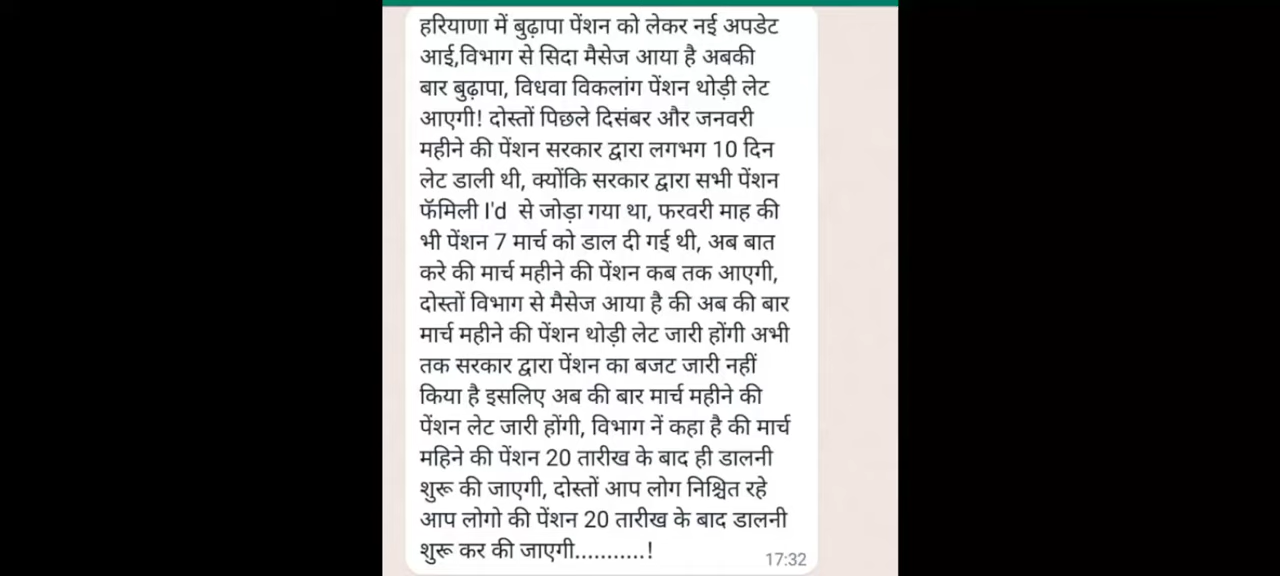 हरियाणा में बुढ़ापा पेंशन को लेकर नई अपडेट
आई,विभाग से सिदा मैसेज आया है अबकी
बार बुढ़ापा, विधवा विकलांग पेंशन थोड़ी लेट
आएगी! दोस्तों पिछले दिसंबर और जनवरी
महीने की पेंशन सरकार द्वारा लगभग 10 दिन
लेट डाली थी, क्योंकि सरकार द्वारा सभी पेंशन
फॅमिली I'd से जोड़ा गया था, फरवरी माह की
भी पेंशन 7 मार्च को डाल दी गई थी, अब बात
करे की मार्च महीने की पेंशन कब तक आएगी,
दोस्तों विभाग से मैसेज आया है की अब की बार
मार्च महीने की पेंशन थोड़ी लेट जारी होंगी अभी
तक सरकार द्वारा पेंशन का बजट जारी नहीं
किया है इसलिए अब की बार मार्च महीने की
पेंशन लेट जारी होंगी, विभाग नें कहा है की मार्च
महिने की पेंशन 20 तारीख के बाद ही डालनी
शुरू की जाएगी, दोस्तों आप लोग निश्चित रहे
आप लोगो की पेंशन 20 तारीख के बाद डालनी
शुरू कर की जाएगी...........!
17:32